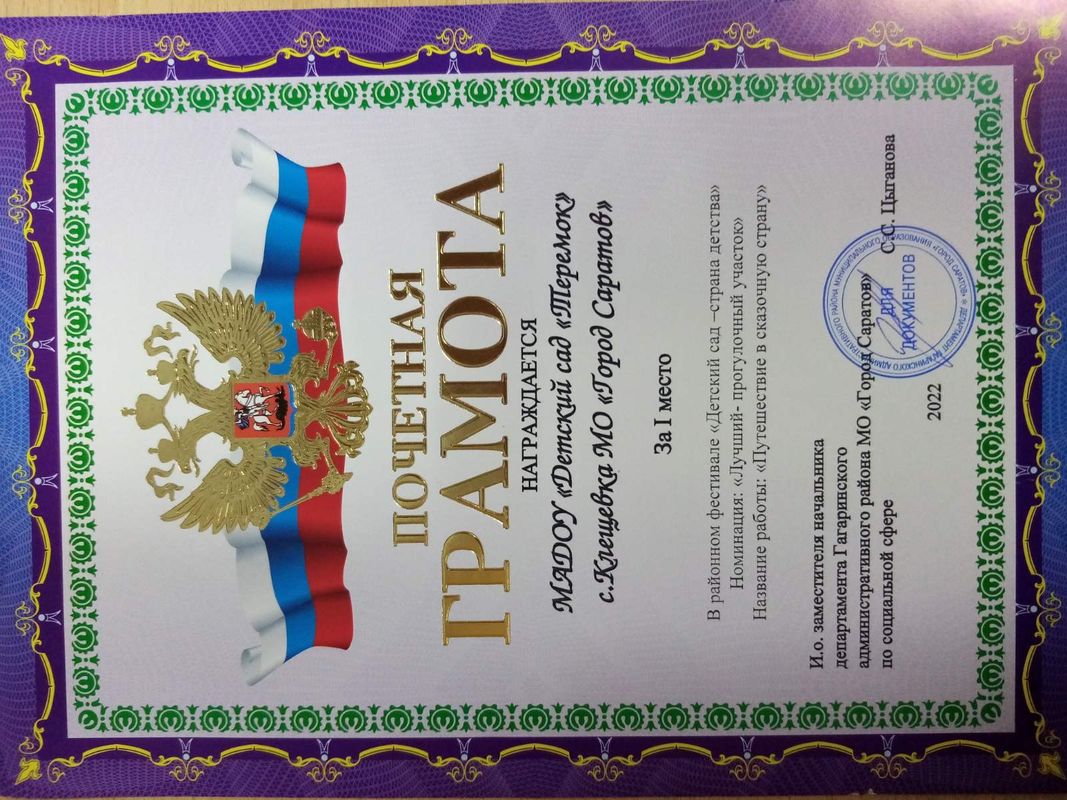 ПОЧЕТНАЯ
ГРАМОТА
НАГРАЖДАЕТСЯ
МАДОУ «Детский сад «Теремок»
с.Клещевка МО «Город Саратов»
За I место
В районном фестивале «Детский сад –страна детства»
Номинация: «Лучший- прогулочный участок»
Название работы: «Путешествие в сказочную страну»
И.о. заместителя начальника
департамента Гагаринского
административного района МО «Город Саратов»
по социальной сфере
С.С. Цыганова
ДЛЯ
ДОКУМЕНТОВ
2022